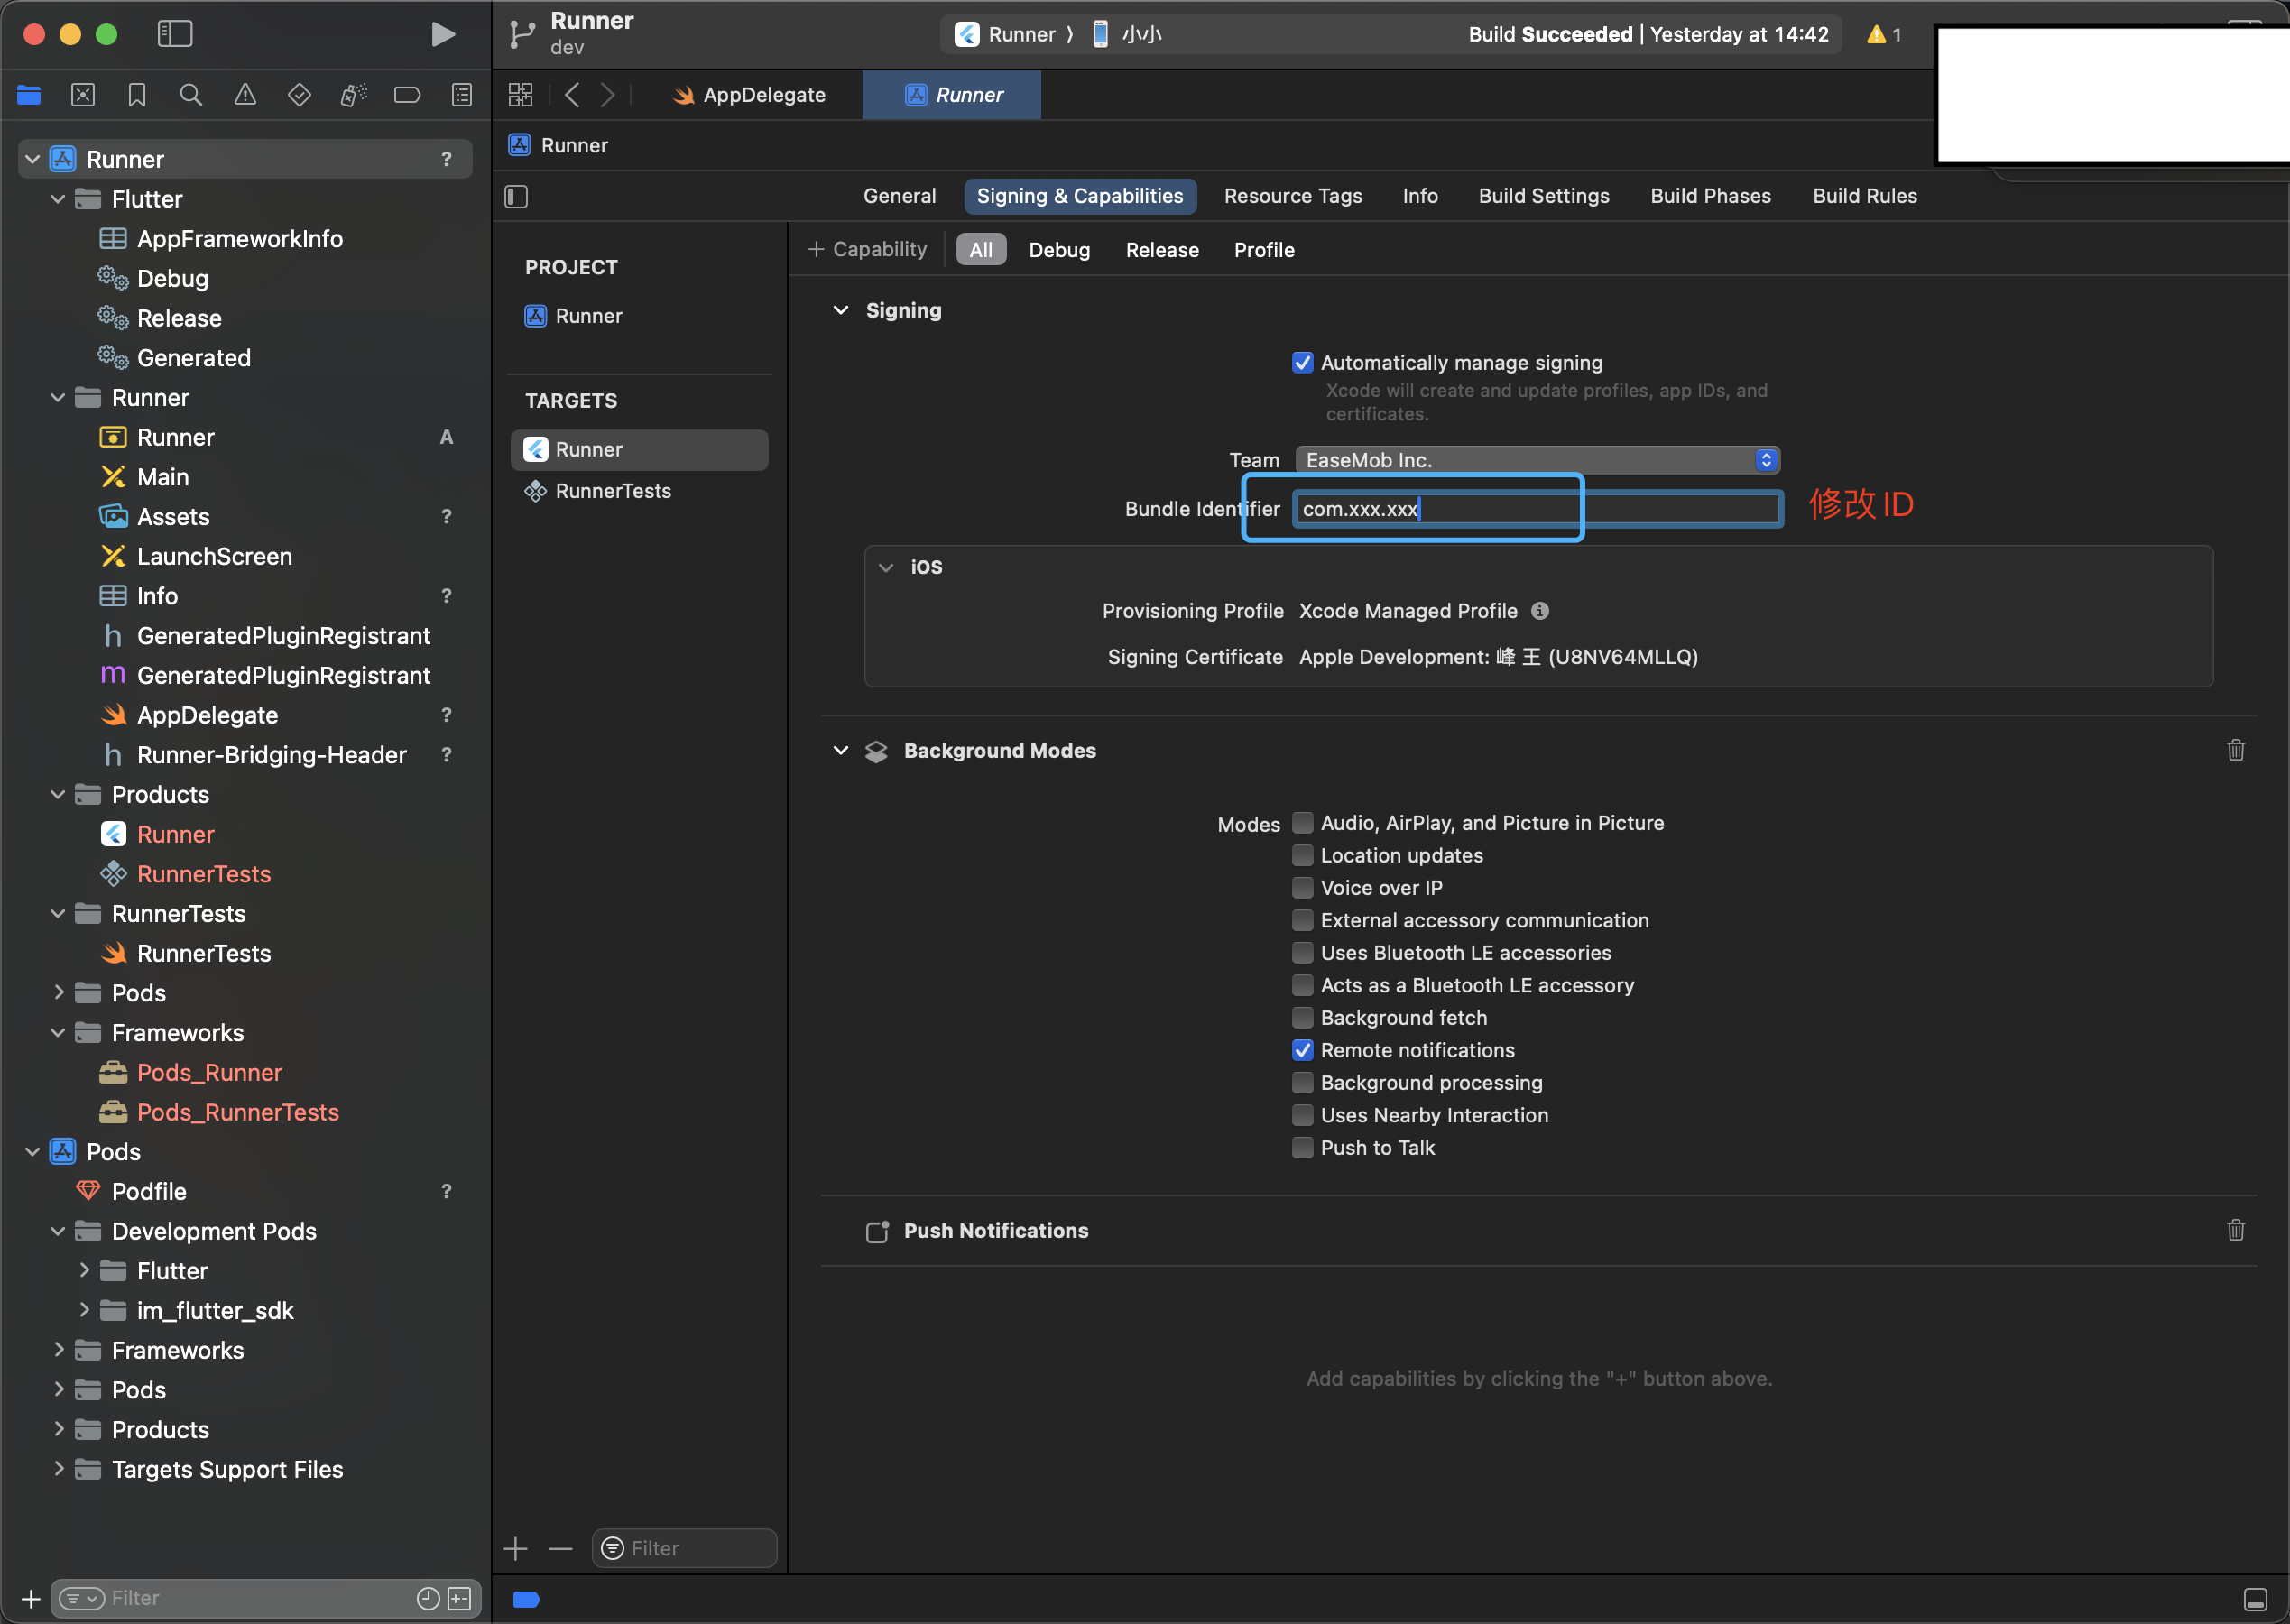 Runner
dev
Runner
小小
Build Succeeded | Yesterday at 14:42
1
AppDelegate
Runner
Runner
General
Signing & Capabilities
Resource Tags
Info
Build Settings
Build Phases
Build Rules
+ Capability
All
Debug
Release
Profile
Runner ?
Flutter
AppFrameworkInfo
Debug
Release
Generated
Runner
Runner A
Main
Assets ?
LaunchScreen
Info ?
h GeneratedPluginRegistrant
m GeneratedPluginRegistrant
AppDelegate ?
h Runner-Bridging-Header ?
Products
Runner
RunnerTests
RunnerTests
RunnerTests
Pods
Frameworks
Pods_Runner
Pods_RunnerTests
Pods
Podfile ?
Development Pods
Flutter
im_flutter_sdk
Frameworks
Pods
Products
Targets Support Files
Filter
PROJECT
Runner
TARGETS
Runner
RunnerTests
Filter
Signing
Automatically manage signing
Xcode will create and update profiles, app IDs, and
certificates.
Team EaseMob Inc.
Bundle Identifier com.xxx.xxx
修改 ID
iOS
Provisioning Profile Xcode Managed Profile
Signing Certificate Apple Development: 峰 王 (U8NV64MLLQ)
Background Modes
Modes Audio, AirPlay, and Picture in Picture
Location updates
Voice over IP
External accessory communication
Uses Bluetooth LE accessories
Acts as a Bluetooth LE accessory
Background fetch
Remote notifications
Background processing
Uses Nearby Interaction
Push to Talk
Push Notifications
Add capabilities by clicking the "+" button above.